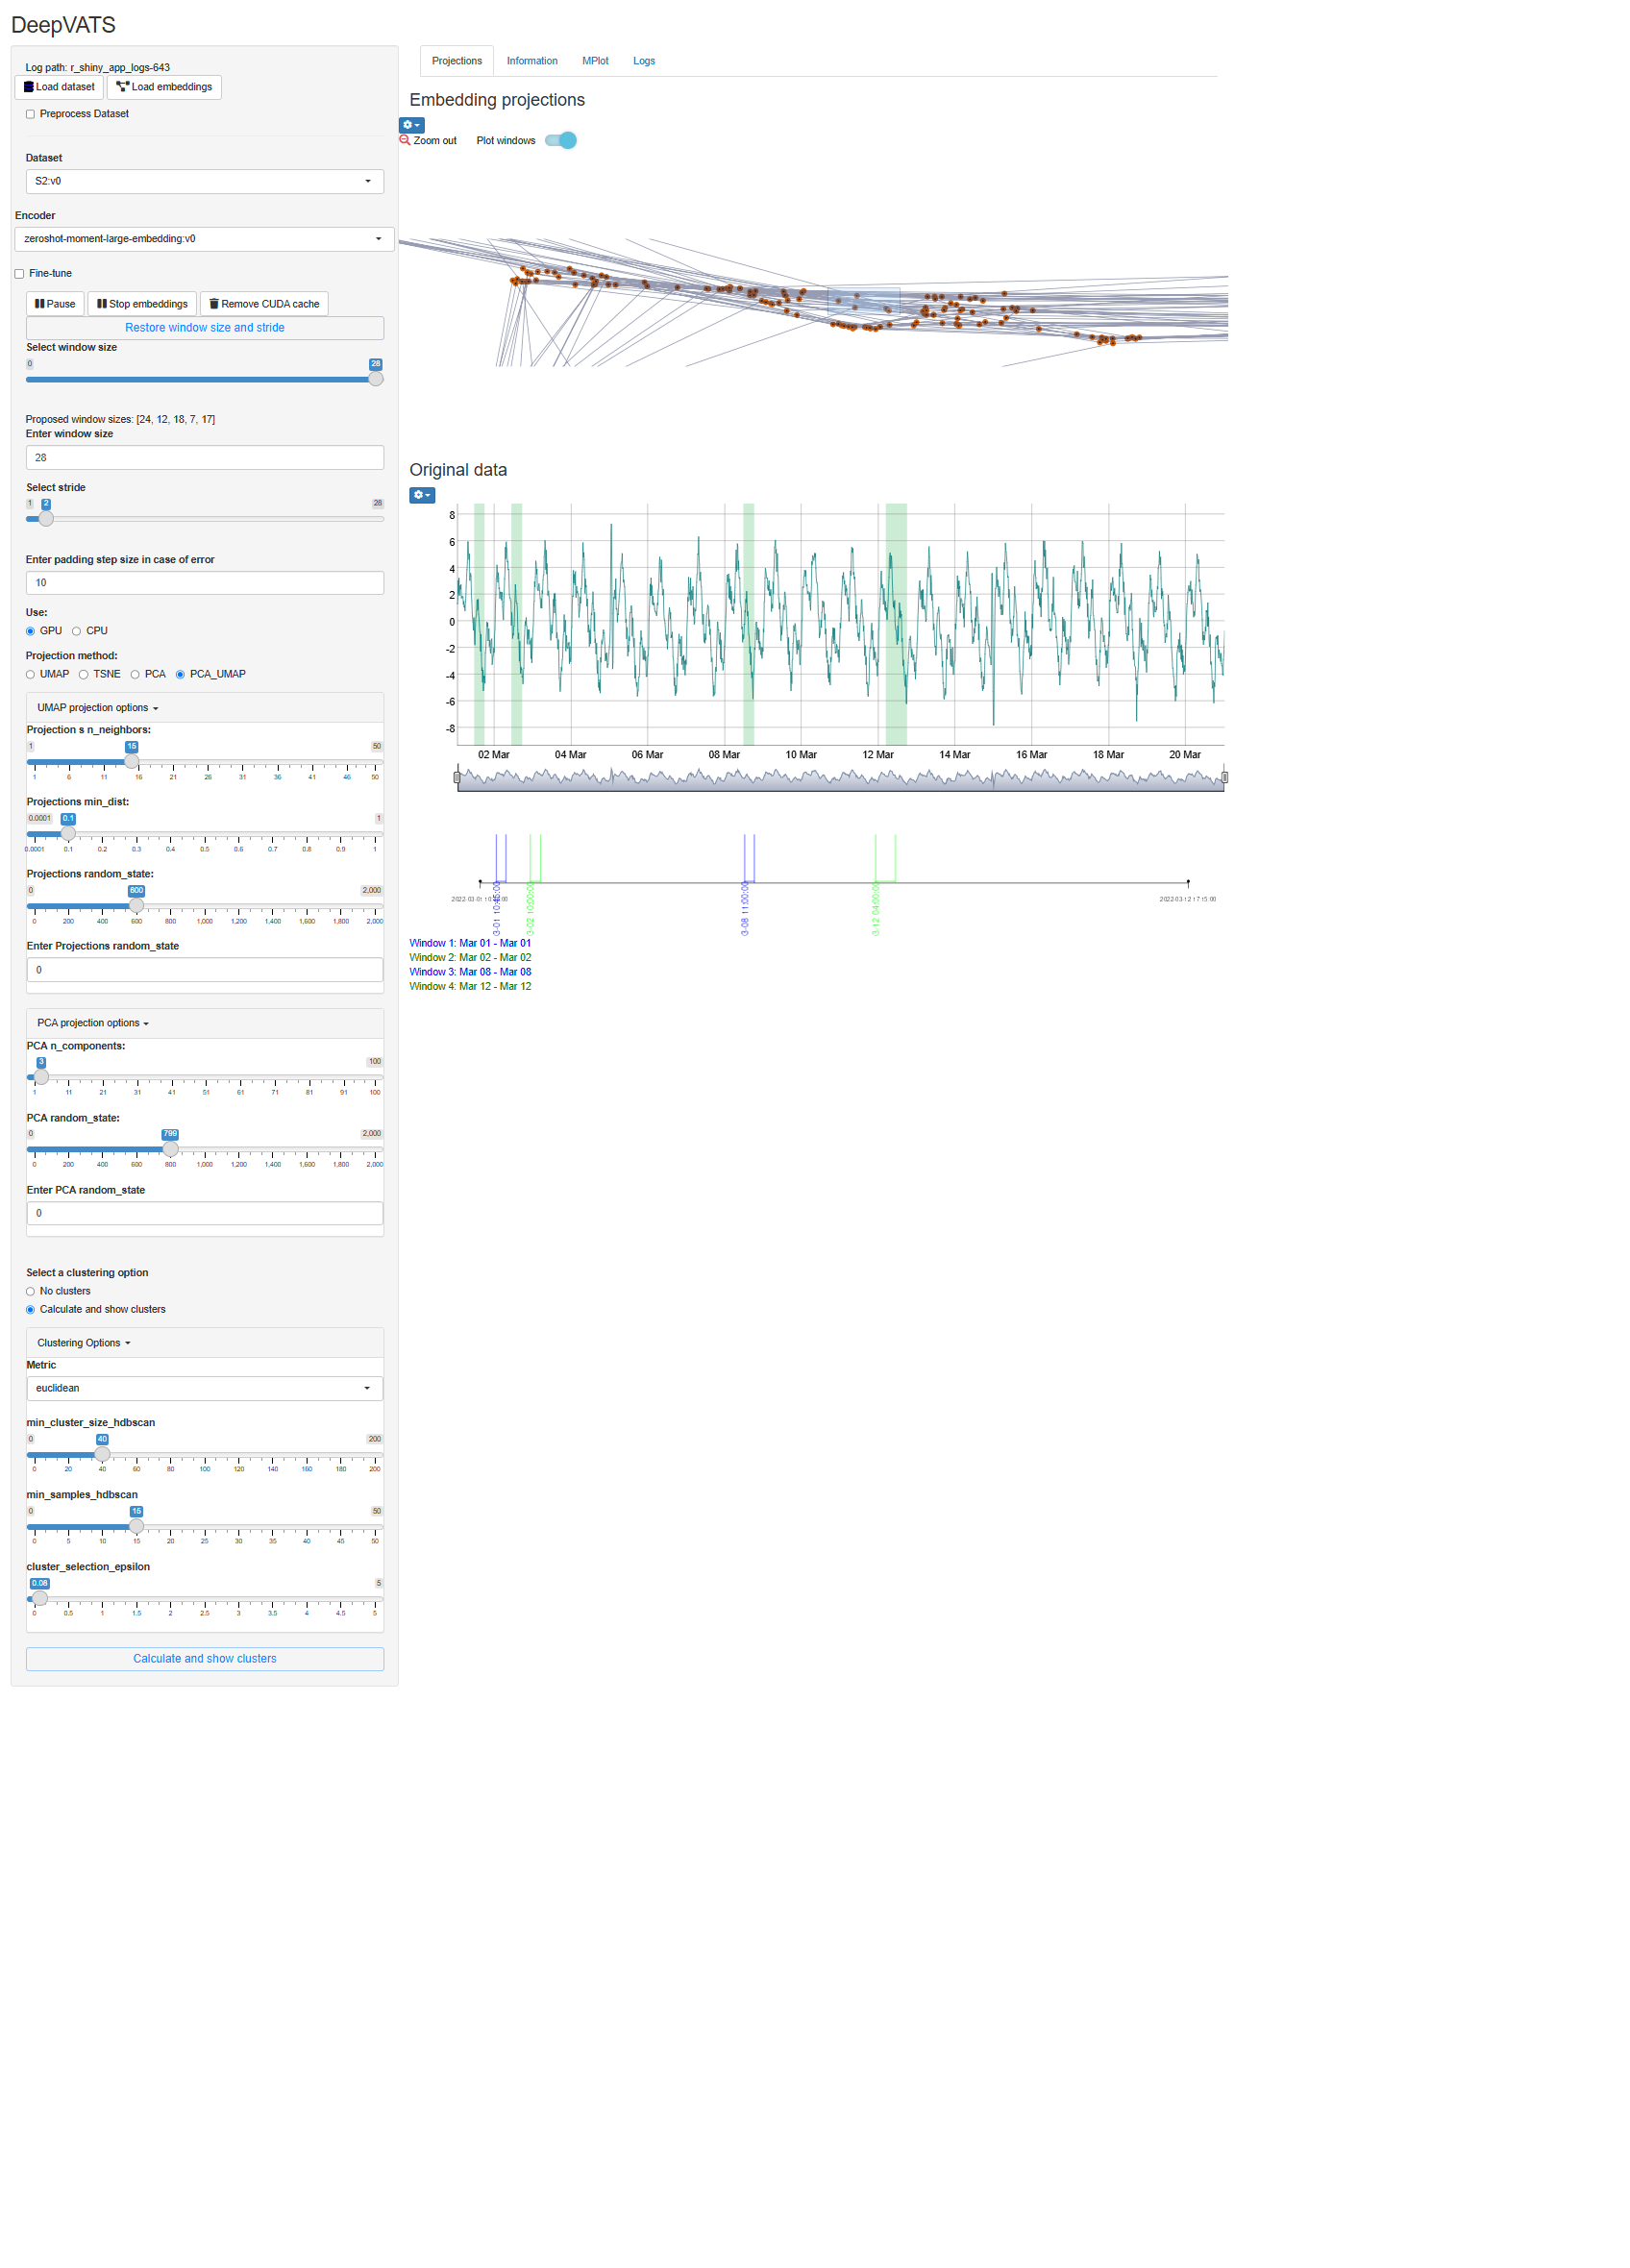 DeepVATS
Log path: r_shiny_app_logs-643
Load dataset Load embeddings
Preprocess Dataset
Dataset
S2:v0
Encoder
zeroshot-moment-large-embedding:v0
Fine-tune
Pause Stop embeddings Remove CUDA cache
Restore window size and stride
Select window size
0 28
Proposed window sizes: [24, 12, 18, 7, 17]
Enter window size
28
Select stride
1 2 28
Enter padding step size in case of error
10
Use:
GPU CPU
Projection method:
UMAP TSNE PCA PCA_UMAP
UMAP projection options
Projection s n_neighbors:
1 15 50
1 6 11 16 21 26 31 36 41 46 50
Projections min_dist:
0.0001 0.1 1
0.0001 0.1 0.2 0.3 0.4 0.5 0.6 0.7 0.8 0.9 1
Projections random_state:
0 600 2,000
0 200 400 600 800 1,000 1,200 1,400 1,600 1,800 2,000
Enter Projections random_state
0
PCA projection options
PCA n_components:
3 100
1 11 21 31 41 51 61 71 81 91 100
PCA random_state:
0 799 2,000
0 200 400 600 800 1,000 1,200 1,400 1,600 1,800 2,000
Enter PCA random_state
0
Select a clustering option
No clusters
Calculate and show clusters
Clustering Options
Metric
euclidean
min_cluster_size_hdbscan
0 40 200
0 20 40 60 80 100 120 140 160 180 200
min_samples_hdbscan
0 15 50
0 5 10 15 20 25 30 35 40 45 50
cluster_selection_epsilon
0.08 5
0 0.5 1 1.5 2 2.5 3 3.5 4 4.5 5
Calculate and show clusters
Projections Information MPlot Logs
Embedding projections
Zoom out Plot windows
Original data
8
6
4
2
0
-2
-4
-6
-8
02 Mar 04 Mar 06 Mar 08 Mar 10 Mar 12 Mar 14 Mar 16 Mar 18 Mar 20 Mar
2022-03-12 17:15:00
3-02 10:00:00
3-08 11:00:00
3-12 04:00:00
Window 1: Mar 01 - Mar 01
Window 2: Mar 02 - Mar 02
Window 3: Mar 08 - Mar 08
Window 4: Mar 12 - Mar 12